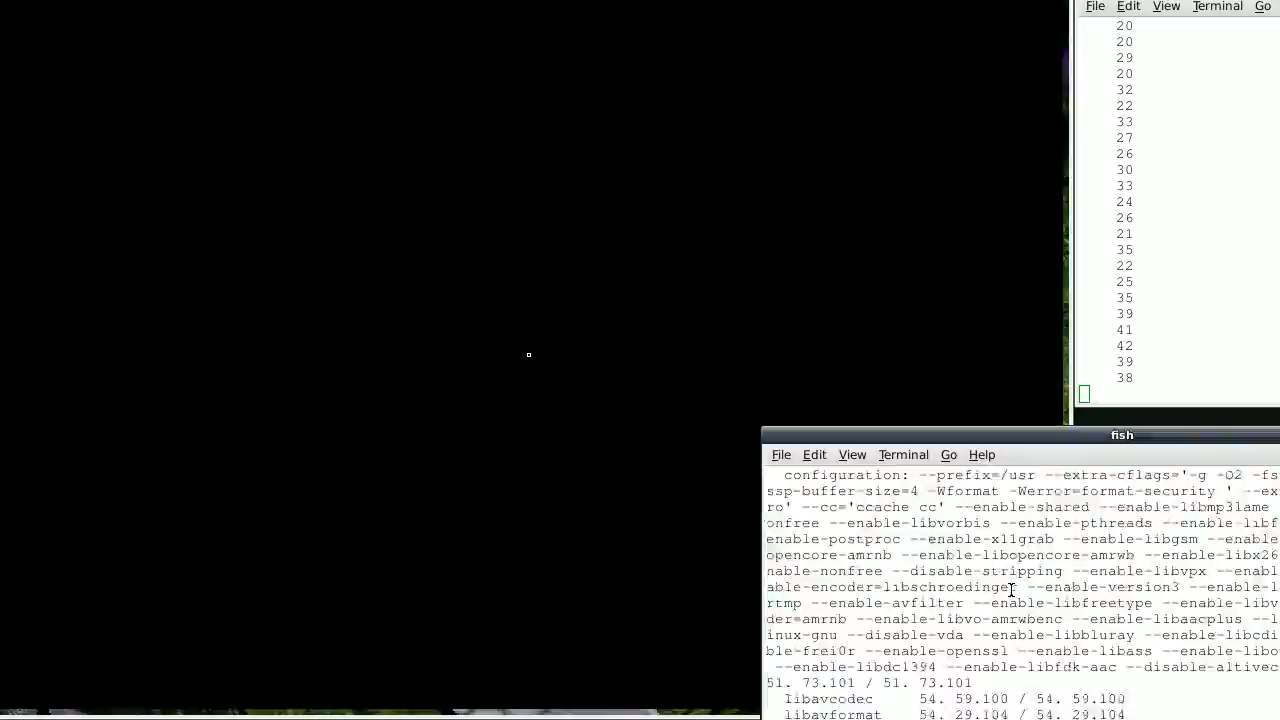 File Edit View Terminal Go
20
20
29
20
32
22
33
27
26
30
33
24
26
21
35
22
25
35
39
41
42
39
38
fish
File Edit View Terminal Go Help
configuration: --prefix=/usr --extra-cflags='-g -O2 -fs
ssp-buffer-size=4 -Wformat -Werror=format-security ' --ex
ro' --cc='ccache cc' --enable-shared --enable-libmp3lame
onfree --enable-libvorbis --enable-pthreads --enable-libf
enable-postproc --enable-x11grab --enable-libgsm --enable
opencore-amrnb --enable-libopencore-amrwb --enable-libx26
nable-nonfree --disable-stripping --enable-libvpx --enabl
able-encoder=libschroedinger --enable-version3 --enable-l
rtmp --enable-avfilter --enable-libfreetype --enable-libv
der=amrnb --enable-libvo-amrwbenc --enable-libaacplus --l
inux-gnu --disable-vda --enable-libbluray --enable-libcdi
ble-frei0r --enable-openssl --enable-libass --enable-libo
--enable-libdc1394 --enable-libfdk-aac --disable-altivec
51. 73.101 / 51. 73.101
libavcodec 54. 59.100 / 54. 59.100
libavformat 54. 29.104 / 54. 29.104